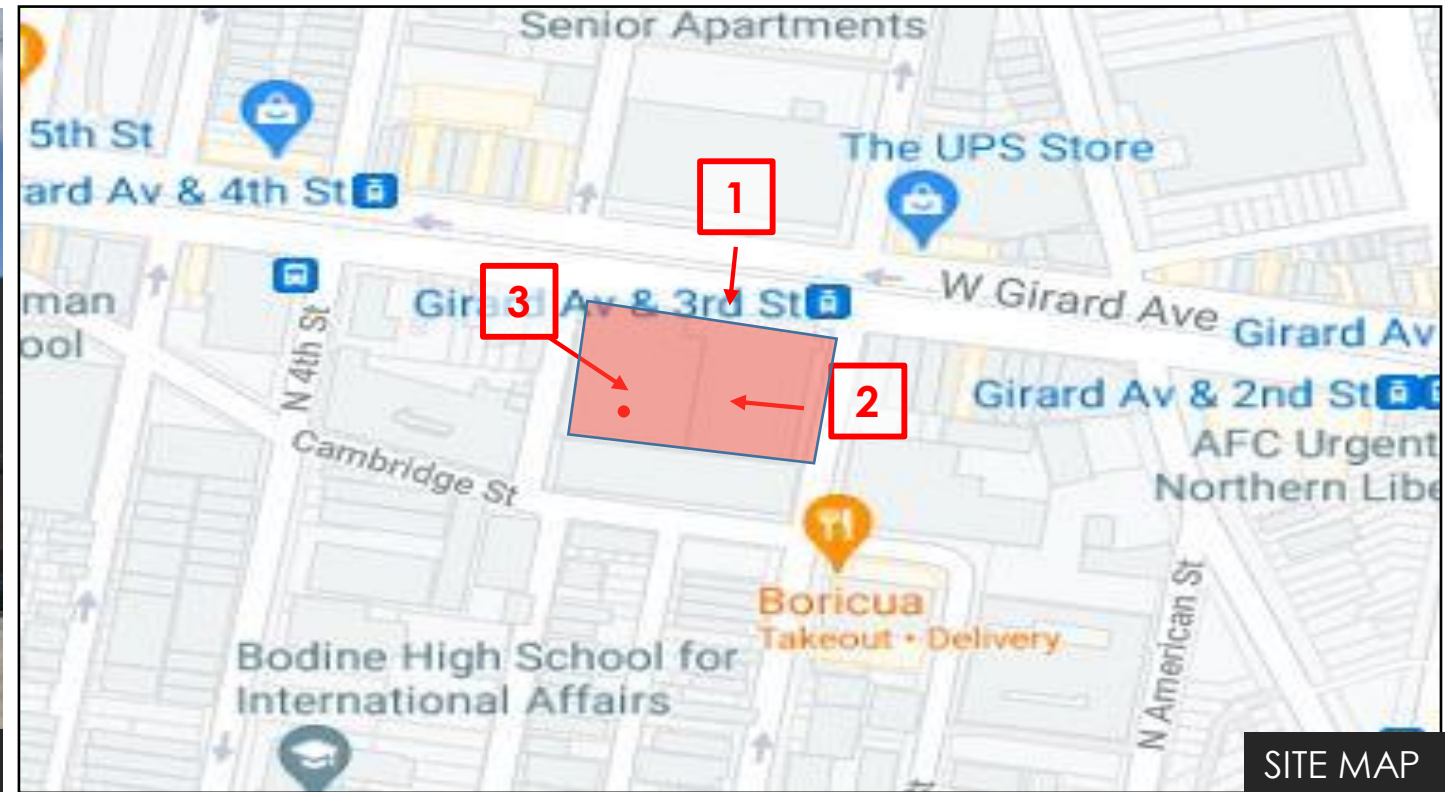 Senior Apartments
5th St
The UPS Store
ard Av & 4th St
1
W Girard Ave
man
ool
3
Girard Av & 3rd St
Girard Av
N 4th St
2
Girard Av & 2nd St
AFC Urgent
Northern Libe
Cambridge St
Boricua
Takeout • Delivery
N American St
Bodine High School for
International Affairs
SITE MAP